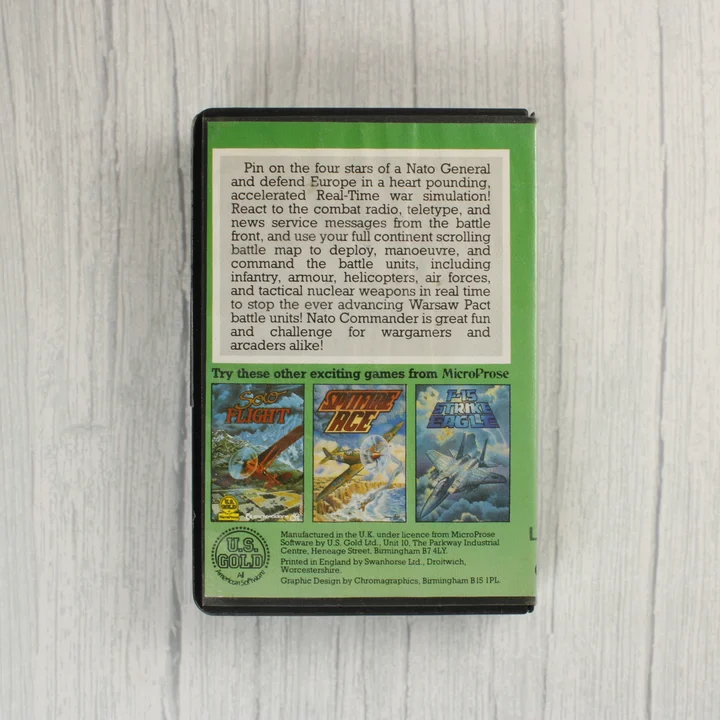 Pin on the four stars of a Nato General
and defend Europe in a heart pounding,
accelerated Real-Time war simulation!
React to the combat radio, teletype, and
news service messages from the battle
front, and use your full continent scrolling
battle map to deploy, manoeuvre, and
command the battle units, including
infantry, armour, helicopters, air forces,
and tactical nuclear weapons in real time
to stop the ever advancing Warsaw Pact
battle units! Nato Commander is great fun
and challenge for wargamers and
arcaders alike!
Try these other exciting games from MicroProse
Solo
FLIGHT
SPITFIRE
ACE
F-15
STRIKE
EAGLE
U.S.
GOLD
U.S.
GOLD
All
American Software
Manufactured in the U.K. under licence from MicroProse
Software by U.S. Gold Ltd., Unit 10, The Parkway Industrial
Centre, Heneage Street, Birmingham B7 4LY.
Printed in England by Swanhorse Ltd., Droitwich,
Worcestershire.
Graphic Design by Chromagraphics, Birmingham B15 1PL.